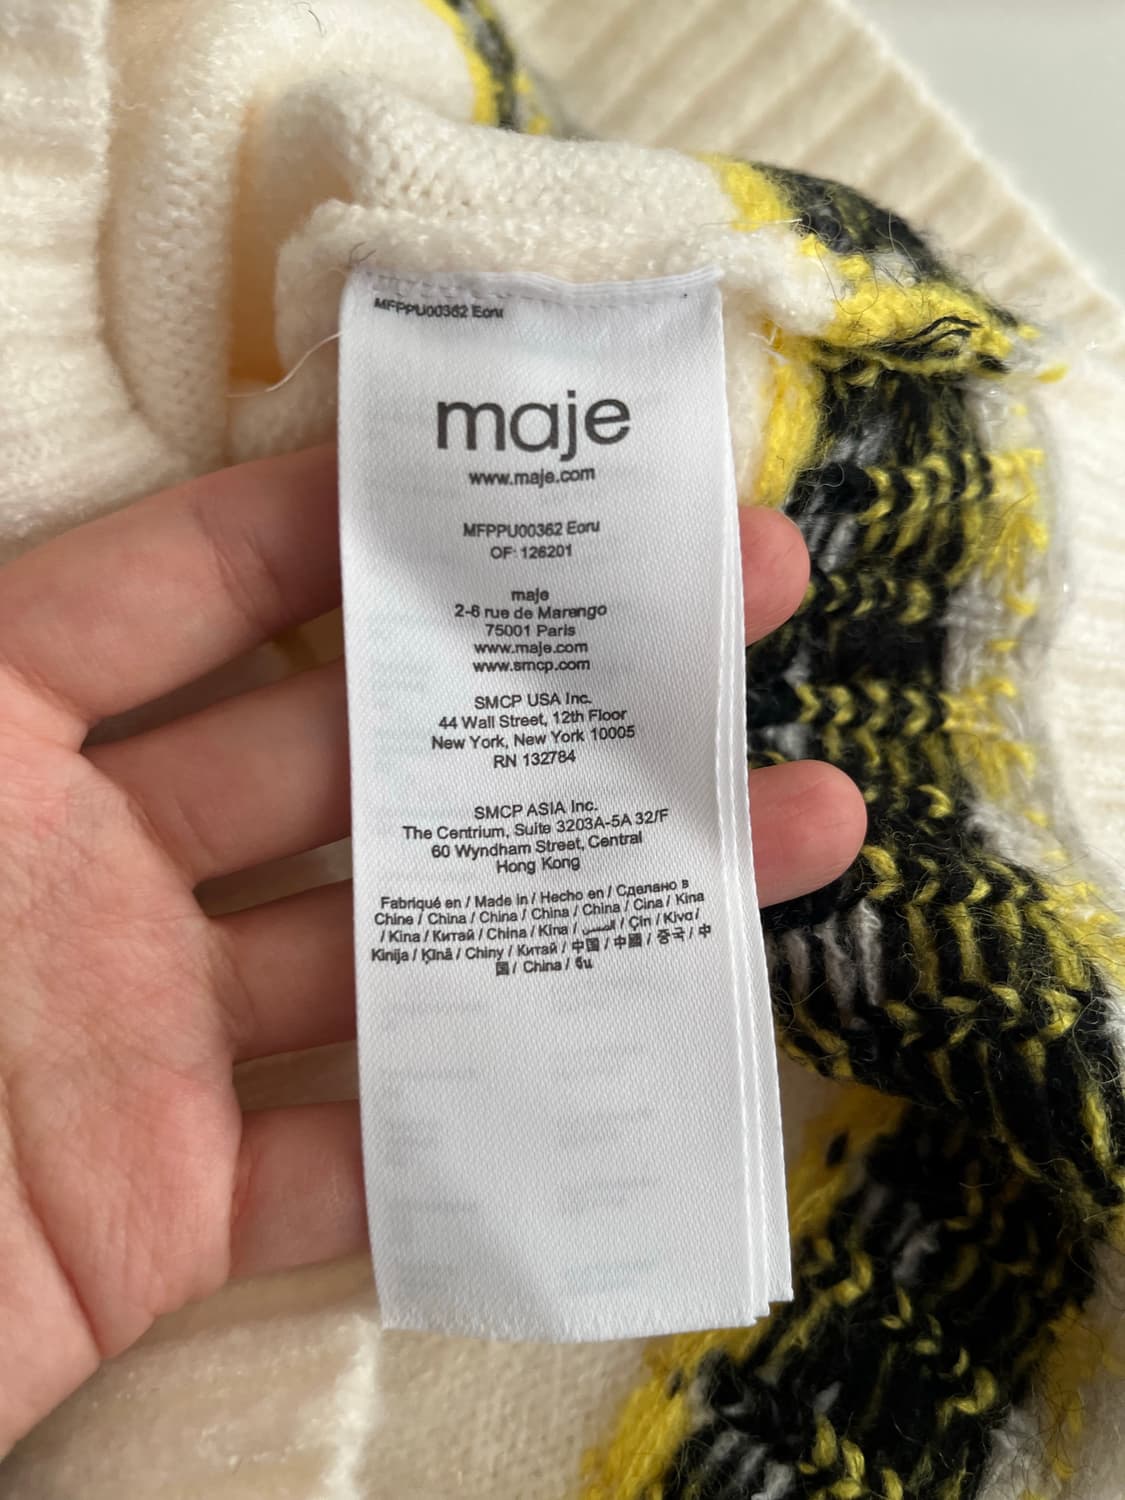 MFPPU00362 Ecru
maje
www.maje.com
MFPPU00362 Ecru
OF: 126201
maje
2-6 rue de Marengo
75001 Paris
www.maje.com
www.smcp.com
SMCP USA Inc.
44 Wall Street, 12th Floor
New York, New York 10005
RN 132784
SMCP ASIA Inc.
The Centrium, Suite 3203A-5A 32/F
60 Wyndham Street, Central
Hong Kong
Fabriqué en / Made in / Hecho en / Сделано в
Chine / China / China / China / China / Cina / Kina
/ Kina / Китай / China / Kina / الصين / Çin / Κίνα /
Kinija / Ķīnā / Chiny / Китай / 中国 / 中國 / 중국 / 中
国 / China / จีน